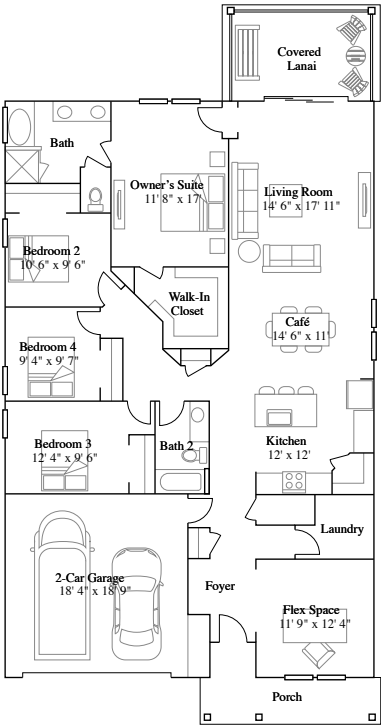 Covered
Lanai
Bath
Owner's Suite
11' 8" x 17'
Living Room
14' 6" x 17' 11"
Bedroom 2
10' 6" x 9' 6"
Walk-In
Closet
Café
14' 6" x 11'
Bedroom 4
9' 4" x 9' 7"
Bedroom 3
12' 4" x 9' 6"
Bath 2
Kitchen
12' x 12'
Laundry
2-Car Garage
18' 4" x 18' 9"
Foyer
Flex Space
11' 9" x 12' 4"
Porch